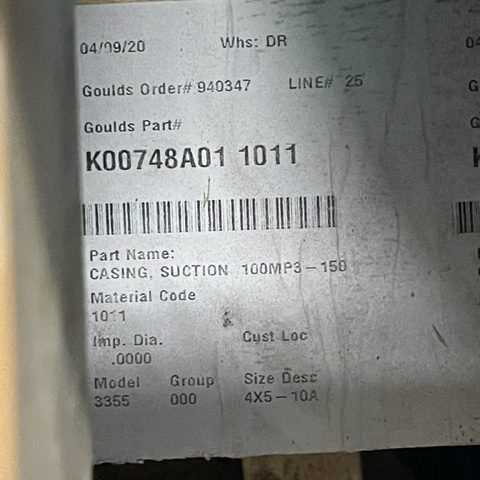 04/09/20 Whs: DR
Goulds Order# 940347 LINE# 25
Goulds Part#
K00748A01 1011
Part Name:
CASING, SUCTION 100MP3-150
Material Code
1011
Imp. Dia. Cust Loc
.0000
Model Group Size Desc
3355 000 4X5-10A